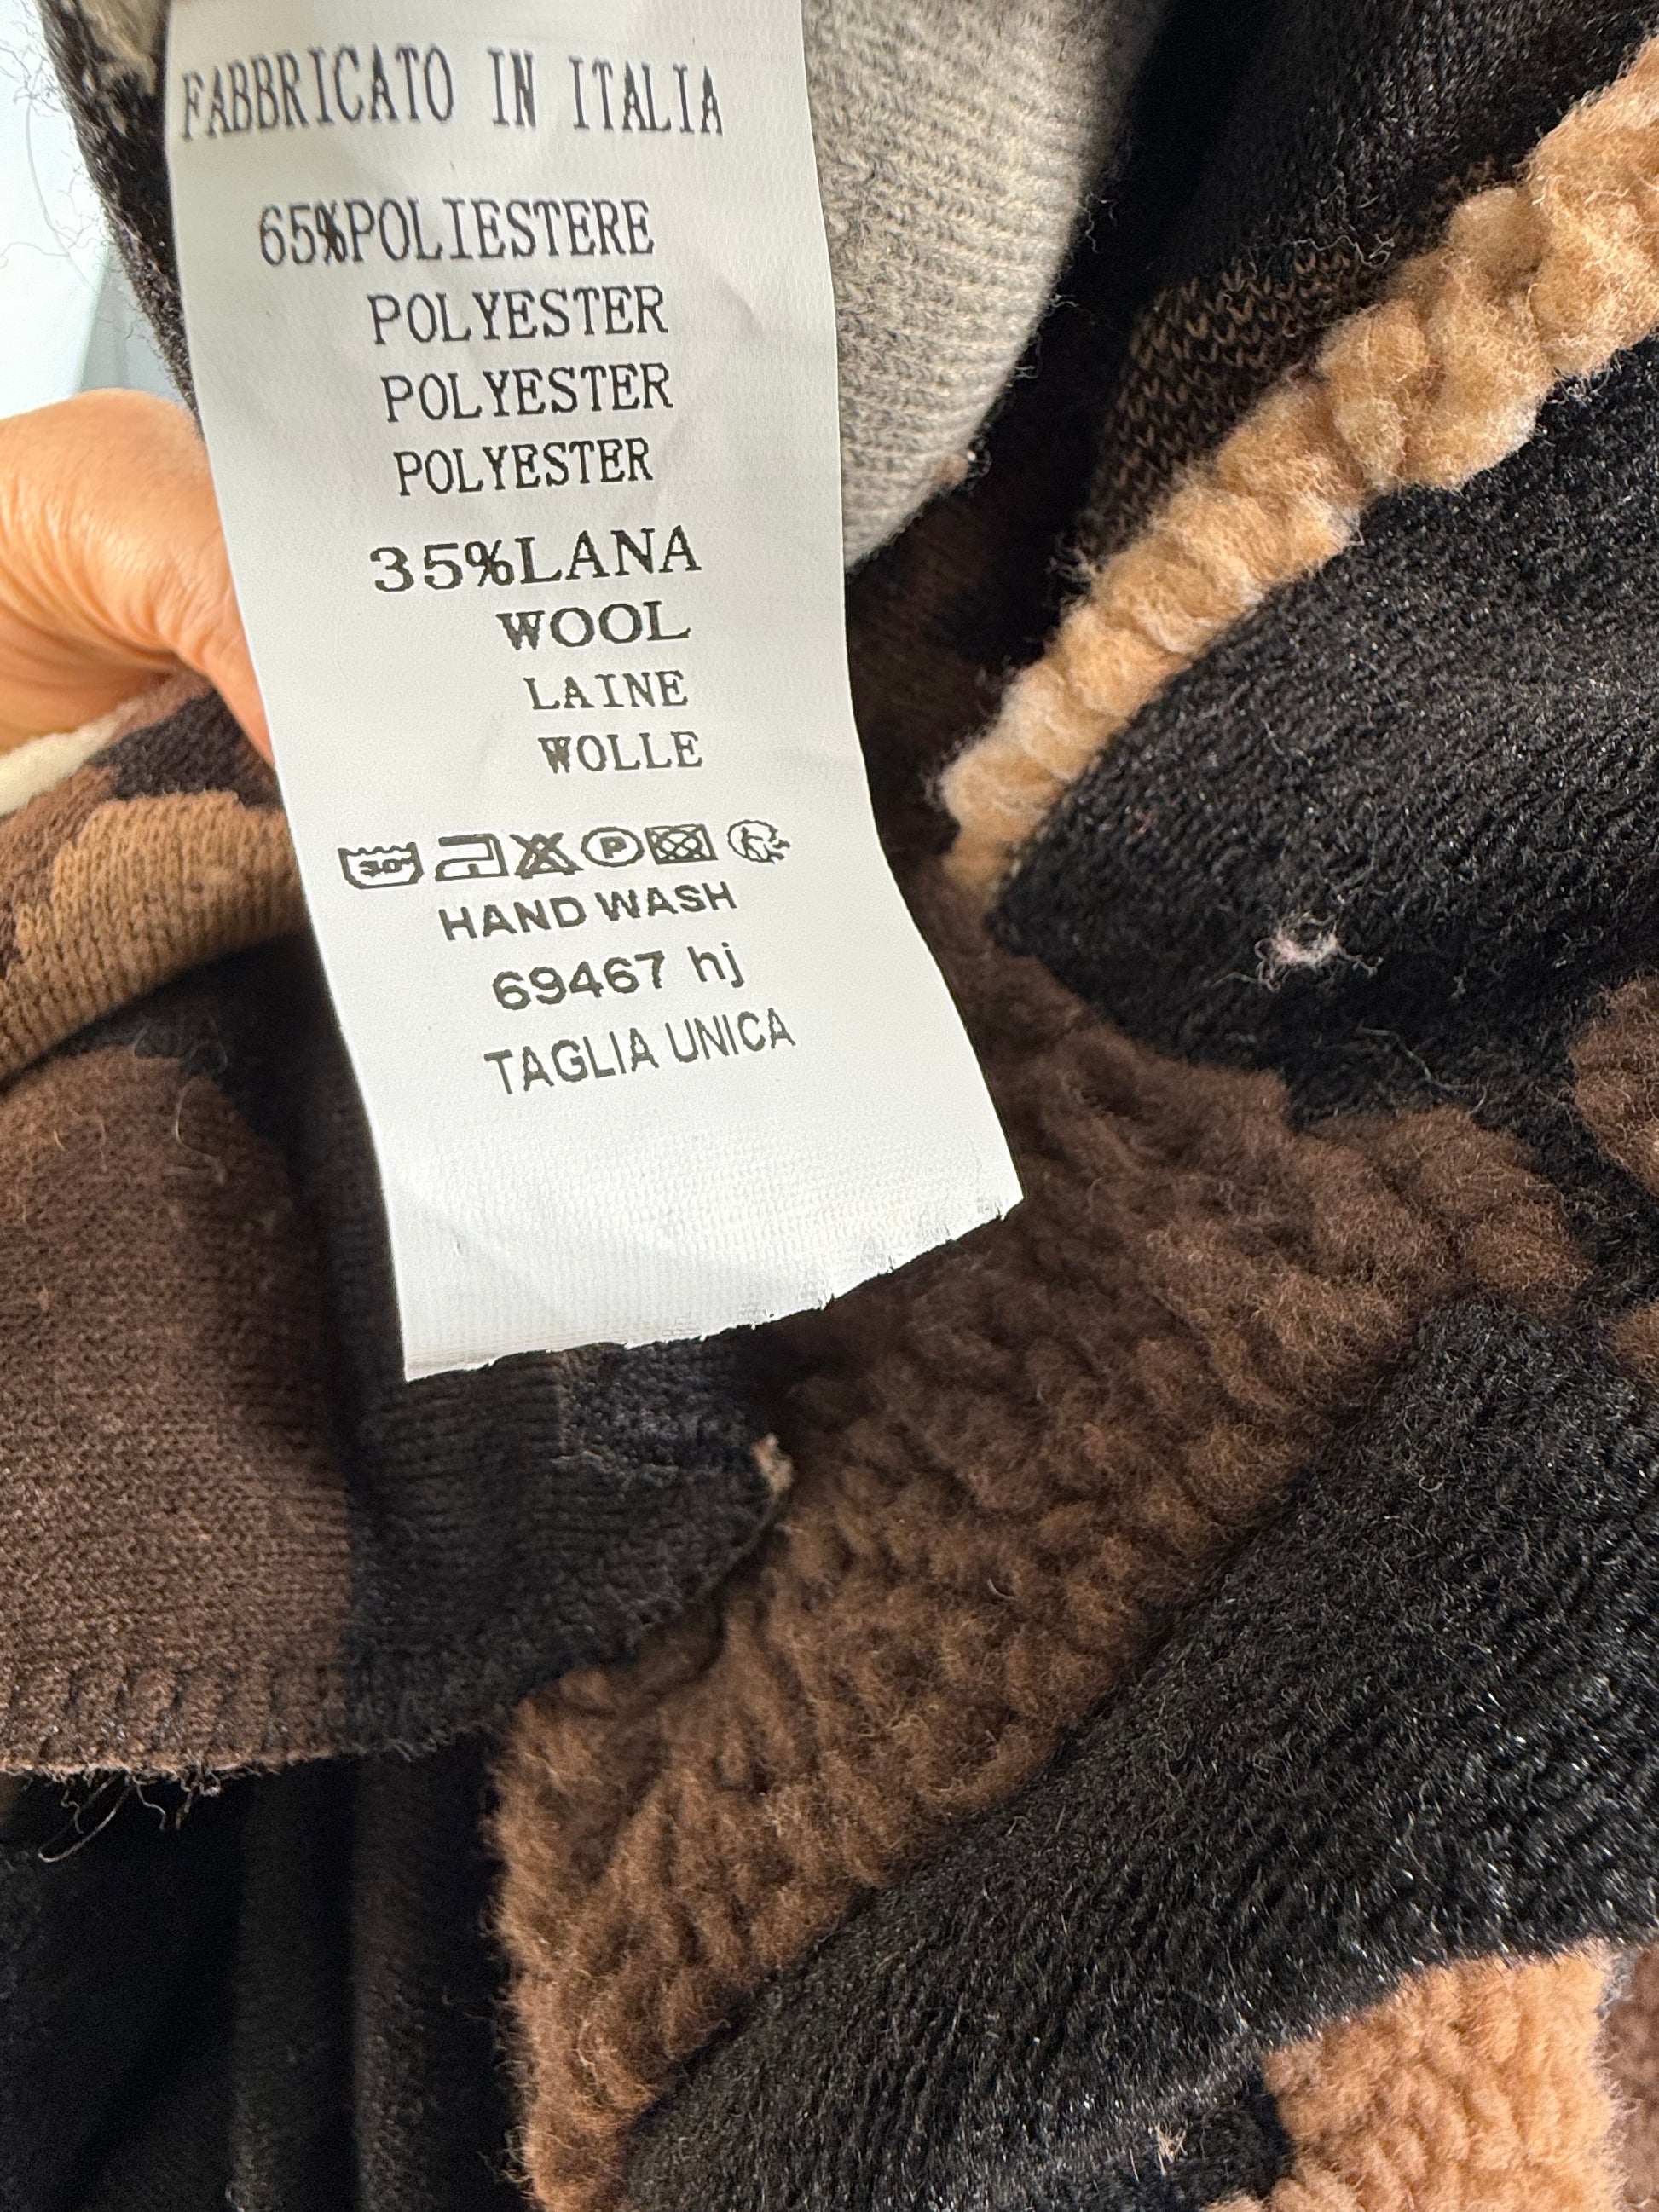 FABBRICATO IN ITALIA
65%POLIESTERE
POLYESTER
POLYESTER
POLYESTER
35%LANA
WOOL
LAINE
WOLLE
30° P
HAND WASH
69467 hj
TAGLIA UNICA